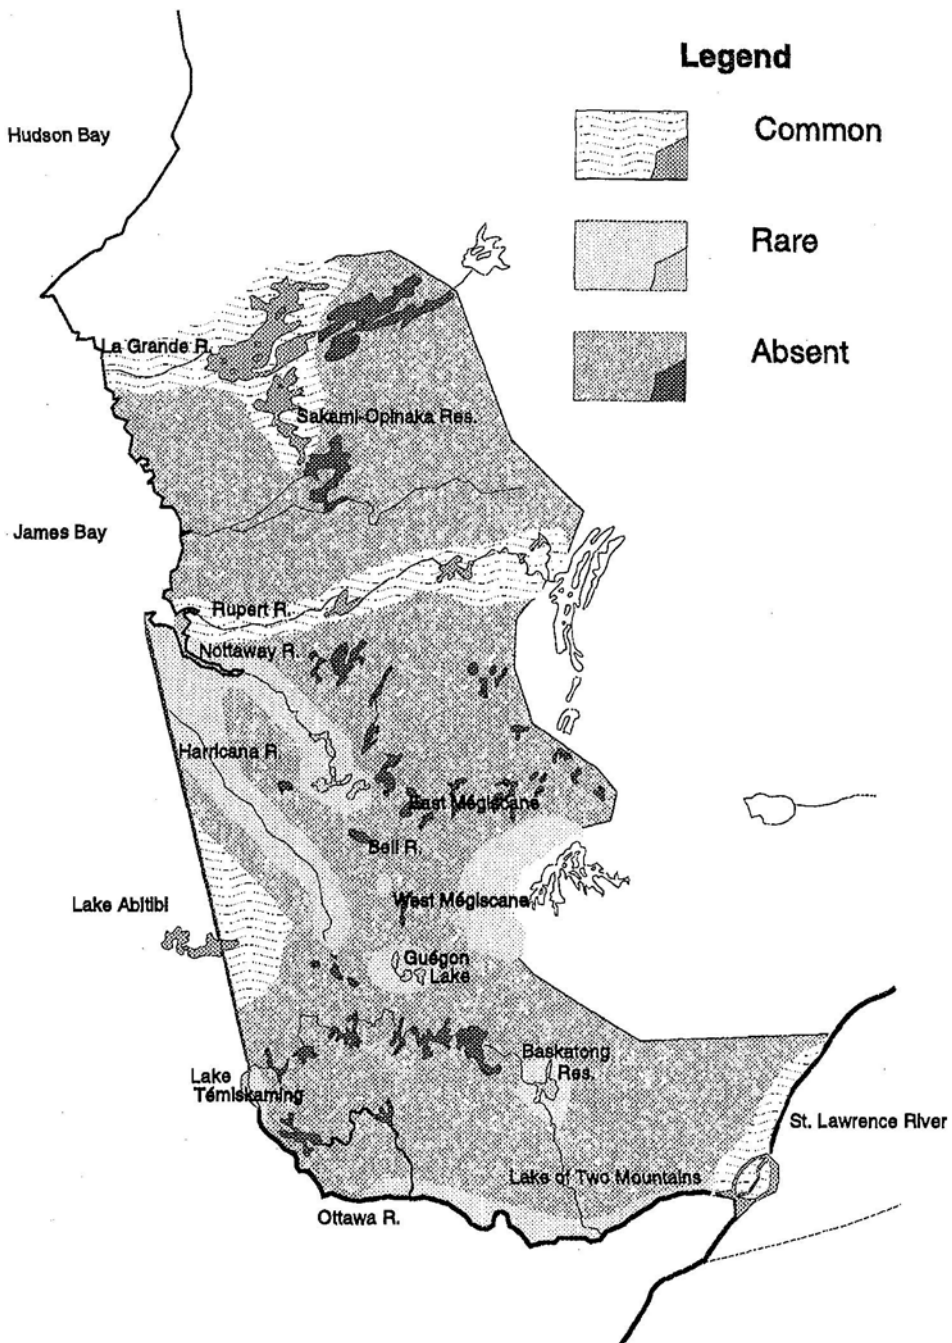 Legend
Common
Hudson Bay
Rare
La Grande R.
Absent
Sakami-Opinaka Res.
James Bay
Rupert R.
Nottaway R.
Harricana R.
East Mégiscane
Bell R.
West Mégiscane
Lake Abitibi
Guégon
Lake
Baskatong
Res.
Lake
Témiskaming
St. Lawrence River
Lake of Two Mountains
Ottawa R.